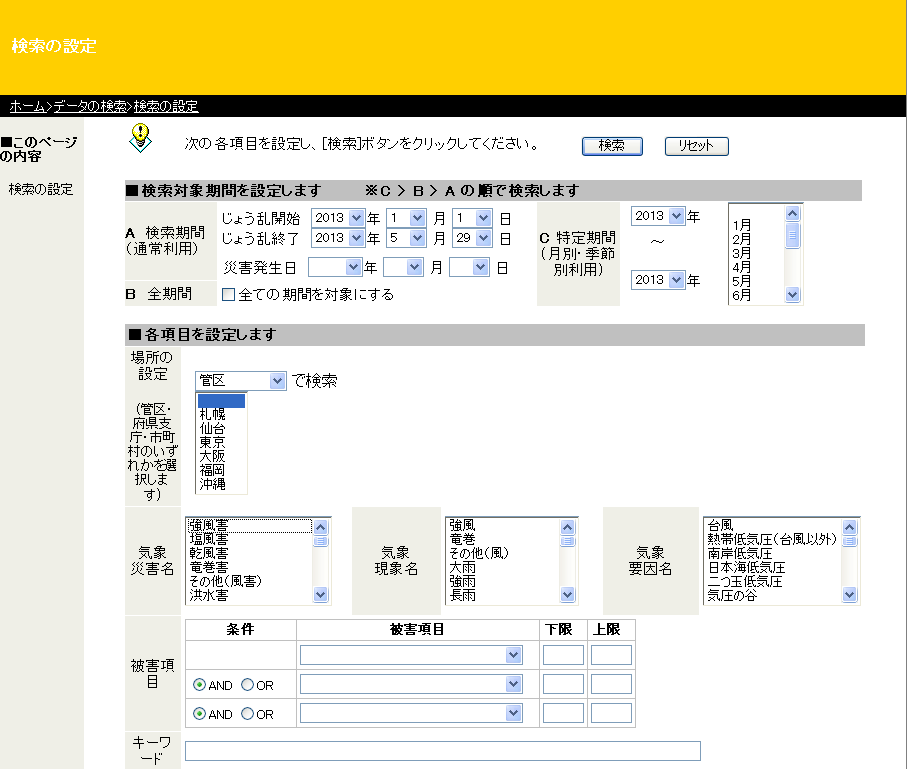 検索の設定
ホーム>データの検索>検索の設定
■このページ
の内容
検索の設定
次の各項目を設定し、[検索]ボタンをクリックしてください。
検索
リセット
■検索対象期間を設定します ※C > B > A の順で検索します
A 検索期間
(通常利用)
じょう乱開始 2013 年 1 月 1 日
じょう乱終了 2013 年 5 月 29 日
災害発生日 年 月 日
B 全期間
全ての期間を対象にする
C 特定期間
(月別・季節
別利用)
2013 年
～
2013 年
1月
2月
3月
4月
5月
6月
■各項目を設定します
場所の
設定
(管区・
府県支
庁・市町
村のいず
れかを選
択しま
す)
管区 で検索
札幌
仙台
東京
大阪
福岡
沖縄
気象
災害名
強風害
塩風害
乾風害
竜巻害
その他(風害)
洪水害
気象
現象名
強風
竜巻
その他(風)
大雨
強雨
長雨
気象
要因名
台風
熱帯低気圧(台風以外)
南岸低気圧
日本海低気圧
二つ玉低気圧
気圧の谷
被害項
目
条件 被害項目 下限 上限
AND OR
AND OR
キーワ
ード